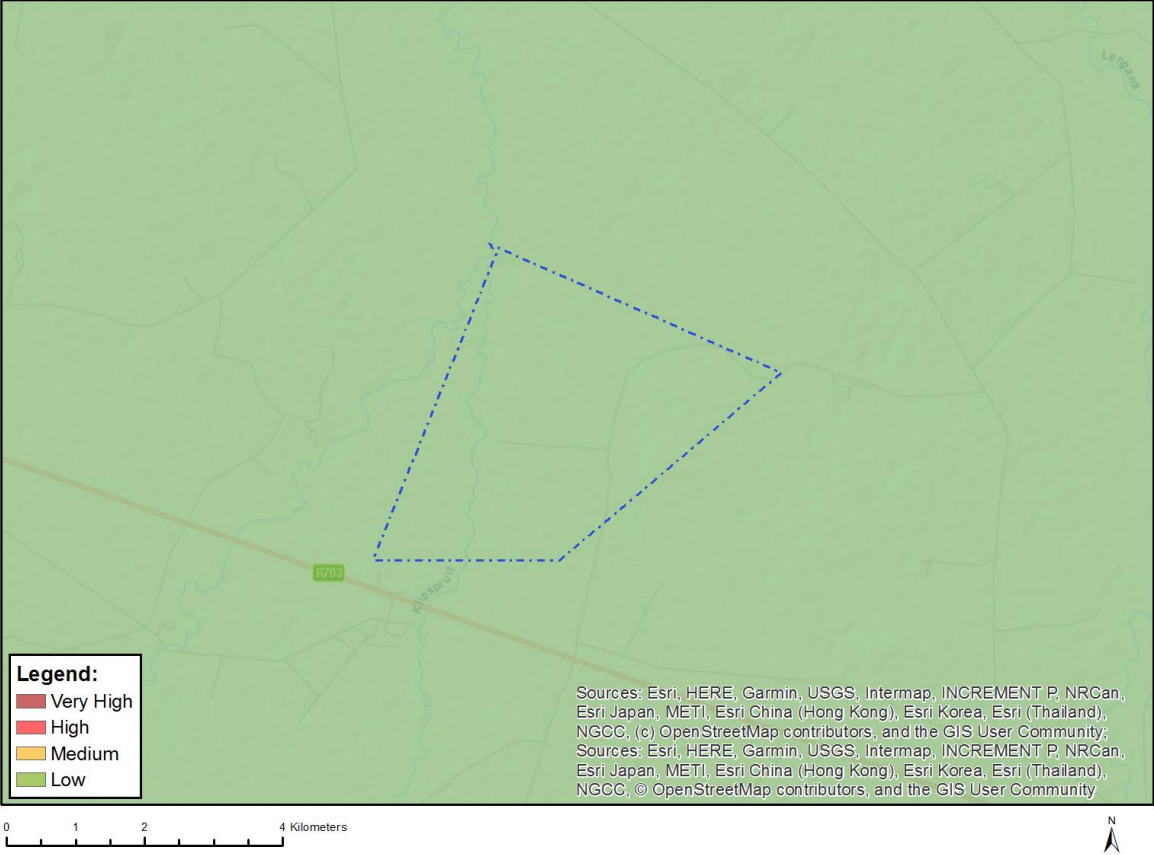 Lengana
R703
Klipspruit
Legend:
Very High
High
Medium
Low
Sources: Esri, HERE, Garmin, USGS, Intermap, INCREMENT P, NRCan,
Esri Japan, METI, Esri China (Hong Kong), Esri Korea, Esri (Thailand),
NGCC, (c) OpenStreetMap contributors, and the GIS User Community;
Sources: Esri, HERE, Garmin, USGS, Intermap, INCREMENT P, NRCan,
Esri Japan, METI, Esri China (Hong Kong), Esri Korea, Esri (Thailand),
NGCC, © OpenStreetMap contributors, and the GIS User Community
0 1 2 4 Kilometers
N